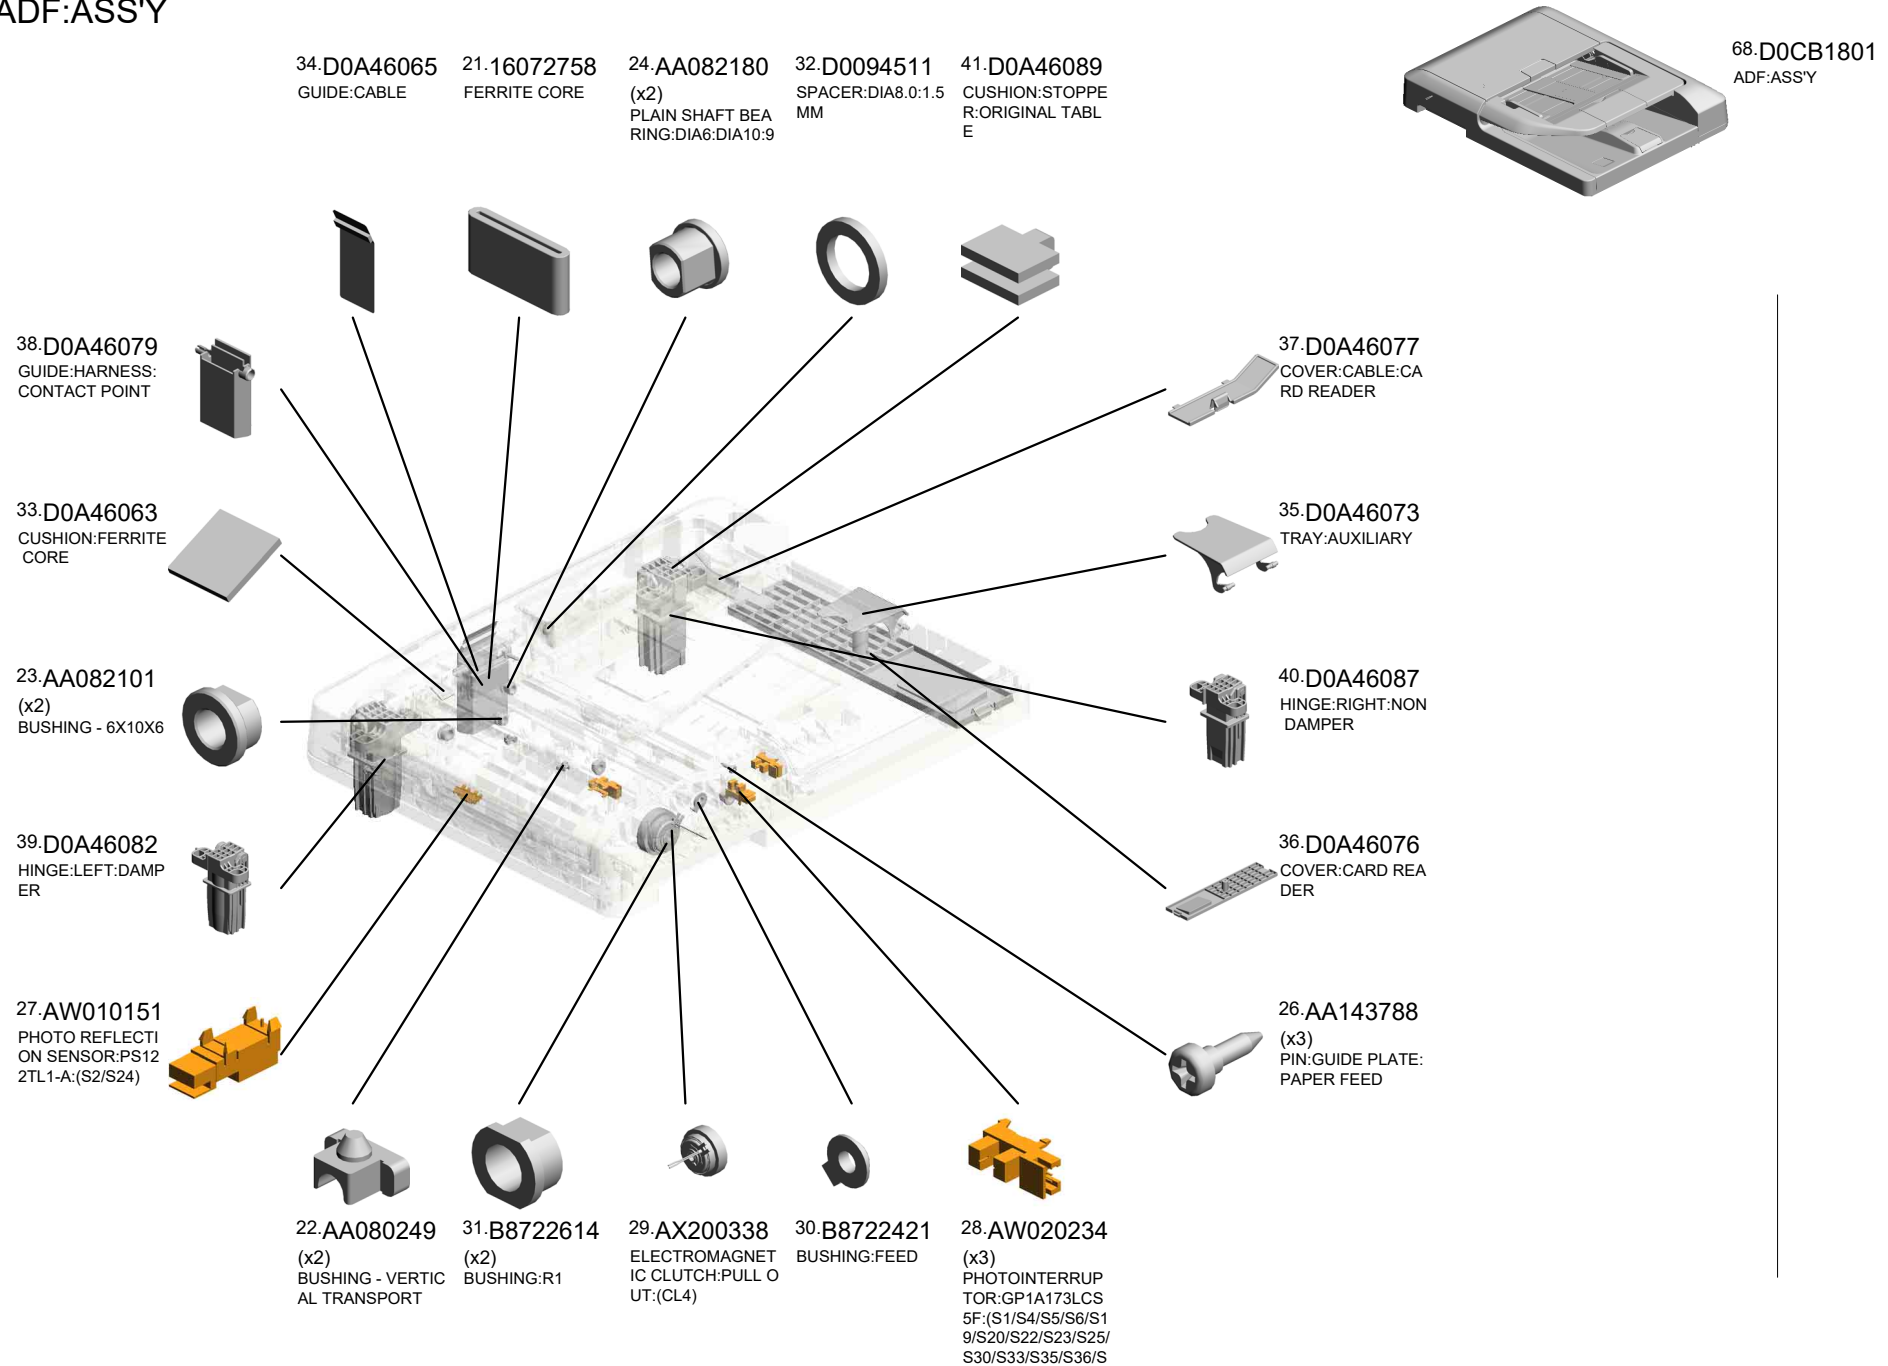 ADF:ASS'Y
34.D0A46065
GUIDE:CABLE
21.16072758
FERRITE CORE
24.AA082180
(x2)
PLAIN SHAFT BEA
RING:DIA6:DIA10:9
32.D0094511
SPACER:DIA8.0:1.5
MM
41.D0A46089
CUSHION:STOPPE
R:ORIGINAL TABL
E
68.D0CB1801
ADF:ASS'Y
38.D0A46079
GUIDE:HARNESS:
CONTACT POINT
37.D0A46077
COVER:CABLE:CA
RD READER
33.D0A46063
CUSHION:FERRITE
CORE
35.D0A46073
TRAY:AUXILIARY
23.AA082101
(x2)
BUSHING - 6X10X6
40.D0A46087
HINGE:RIGHT:NON
DAMPER
39.D0A46082
HINGE:LEFT:DAMP
ER
36.D0A46076
COVER:CARD REA
DER
27.AW010151
PHOTO REFLECTI
ON SENSOR:PS12
2TL1-A:(S2/S24)
26.AA143788
(x3)
PIN:GUIDE PLATE:
PAPER FEED
22.AA080249
(x2)
BUSHING - VERTIC
AL TRANSPORT
31.B8722614
(x2)
BUSHING:R1
29.AX200338
ELECTROMAGNET
IC CLUTCH:PULL O
UT:(CL4)
30.B8722421
BUSHING:FEED
28.AW020234
(x3)
PHOTOINTERRUP
TOR:GP1A173LCS
5F:(S1/S4/S5/S6/S1
9/S20/S22/S23/S25/
S30/S33/S35/S36/S